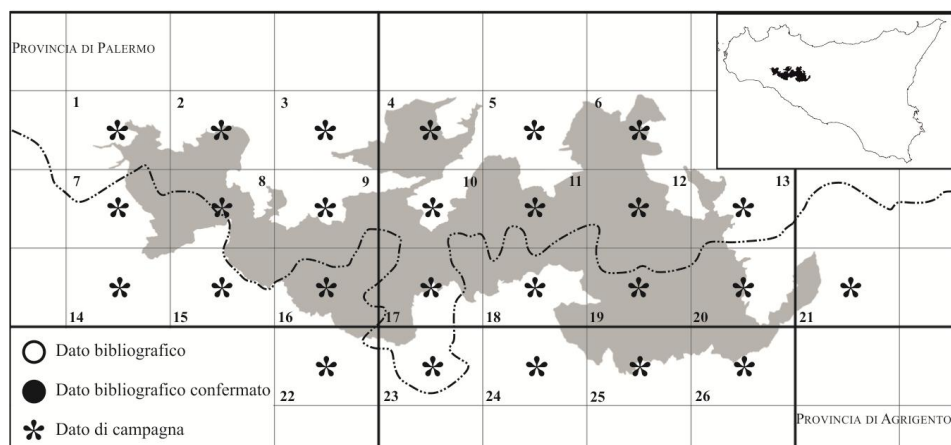 PROVINCIA DI PALERMO
1 2 3 4 5 6
7 8 9 10 11 12 13
14 15 16 17 18 19 20 21
Dato bibliografico
Dato bibliografico confermato
Dato di campagna
22 23 24 25 26
PROVINCIA DI AGRIGENTO